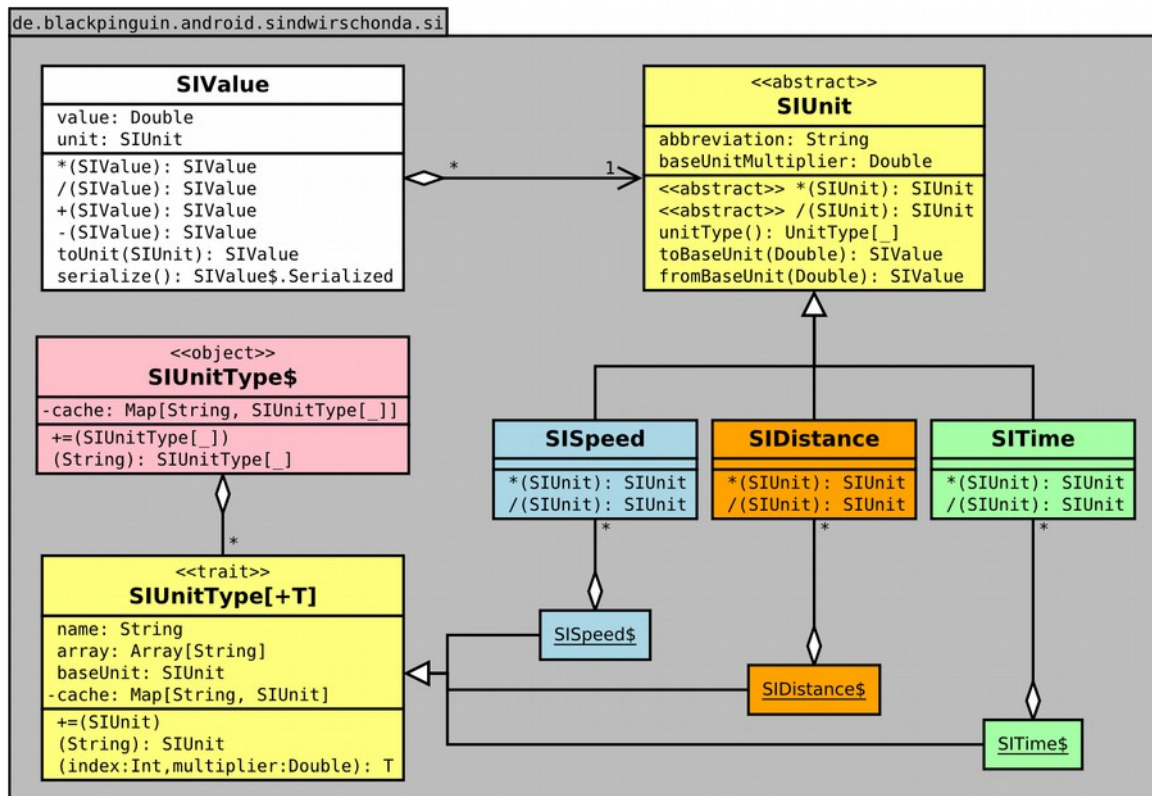 de.blackpinguin.android.sindwirschonda.si
SIValue
value: Double
unit: SIUnit
*(SIValue): SIValue
/(SIValue): SIValue
+(SIValue): SIValue
-(SIValue): SIValue
toUnit(SIUnit): SIValue
serialize(): SIValue$.Serialized
*
1
<<abstract>>
SIUnit
abbreviation: String
baseUnitMultiplier: Double
<<abstract>> *(SIUnit): SIUnit
<<abstract>> /(SIUnit): SIUnit
unitType(): UnitType[_]
toBaseUnit(Double): SIValue
fromBaseUnit(Double): SIValue
<<object>>
SIUnitType$
-cache: Map[String, SIUnitType[_]]
+=(SIUnitType[_])
(String): SIUnitType[_]
*
SISpeed
*(SIUnit): SIUnit
/(SIUnit): SIUnit
*
SIDistance
*(SIUnit): SIUnit
/(SIUnit): SIUnit
*
SITime
*(SIUnit): SIUnit
/(SIUnit): SIUnit
*
<<trait>>
SIUnitType[+T]
name: String
array: Array[String]
baseUnit: SIUnit
-cache: Map[String, SIUnit]
+=(SIUnit)
(String): SIUnit
(index:Int,multiplier:Double): T
SISpeed$
SIDistance$
SITime$